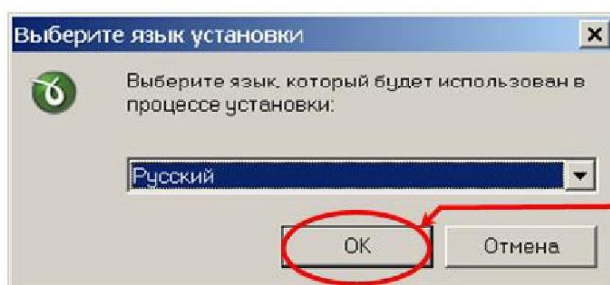 Выберите язык установки
Выберите язык, который будет использован в
процессе установки:
Русский
OK
Отмена